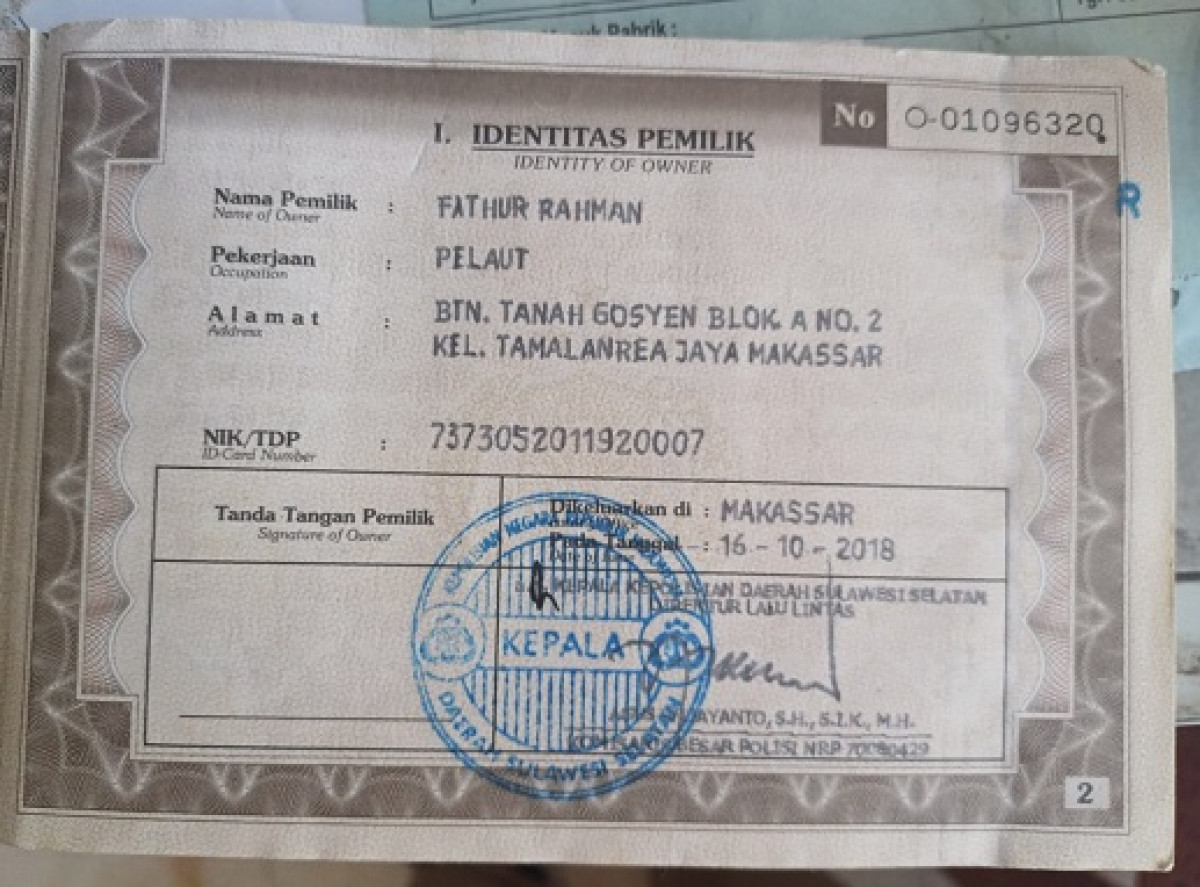 No O-01096320
I. IDENTITAS PEMILIK
IDENTITY OF OWNER
Nama Pemilik : FATHUR RAHMAN
Name of Owner
Pekerjaan : PELAUT
Occupation
Alamat : BTN. TANAH GOSYEN BLOK A NO. 2
Address
KEL. TAMALANREA JAYA MAKASSAR
NIK/TDP : 7373052011920007
ID-Card Number
Tanda Tangan Pemilik
Signature of Owner
Dikeluarkan di : MAKASSAR
Pada Tanggal : 16 - 10 - 2018
KEPALA KEPOLISIAN DAERAH SULAWESI SELATAN
DIREKTUR LALU LINTAS
KEPALA
DAERAH SULAWESI SELATAN
S.H., S.I.K., M.H.
BESAR POLISI NRP 70080429
2
R